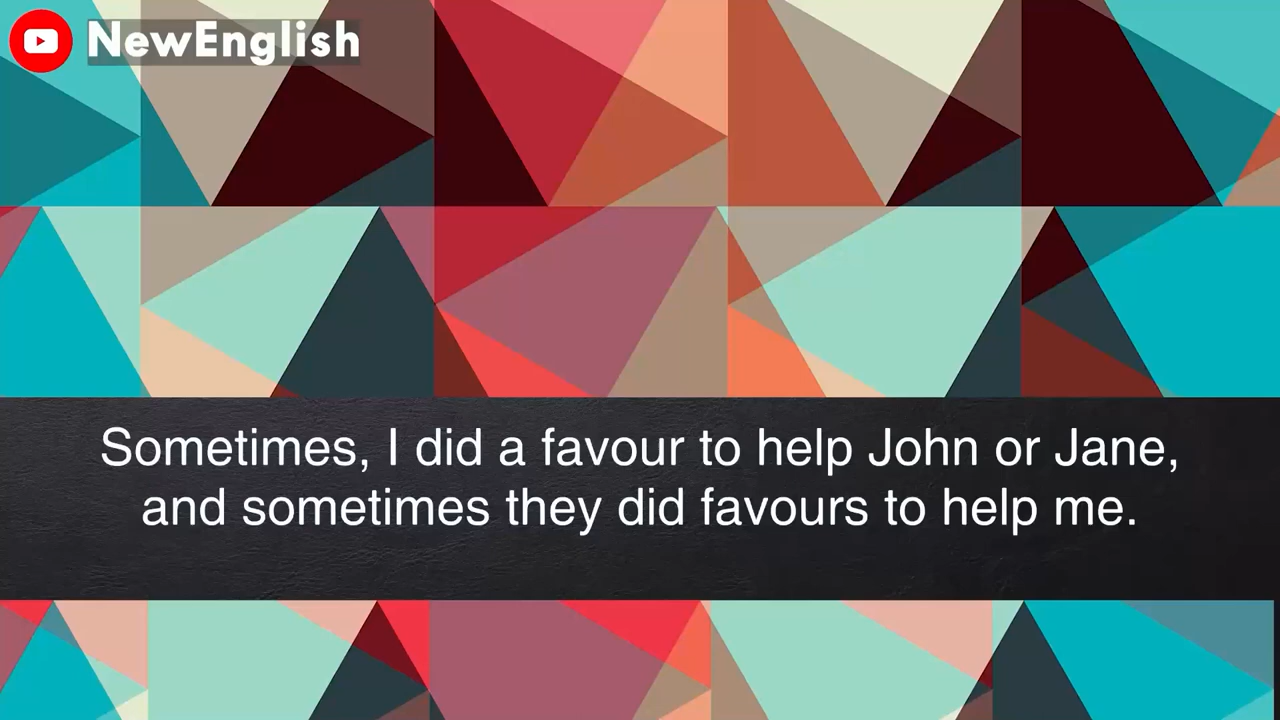 NewEnglish
Sometimes, I did a favour to help John or Jane,
and sometimes they did favours to help me.